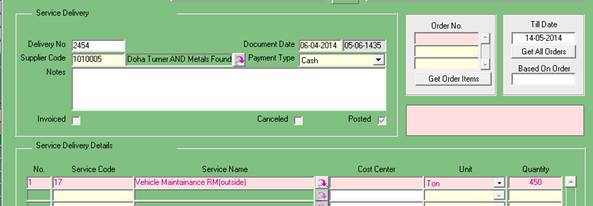 Service Delivery
Delivery No 2454 Document Date 06-04-2014 05-06-1435
Supplier Code 1010005 Doha Turner AND Metals Found Payment Type Cash
Notes
Invoiced Canceled Posted
Order No.
Get Order Items
Till Date
14-05-2014
Get All Orders
Based On Order
Service Delivery Details
No. Service Code Service Name Cost Center Unit Quantity
1 17 Vehicle Maintainance RM(outside) Ton 450